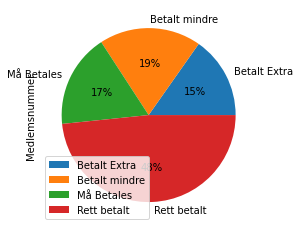 Betalt mindre
19%
Betalt Extra
Må Betales
17%
15%
Medlemsnummer
Betalt Extra
Betalt mindre
Må Betales
Rett betalt
Rett betalt